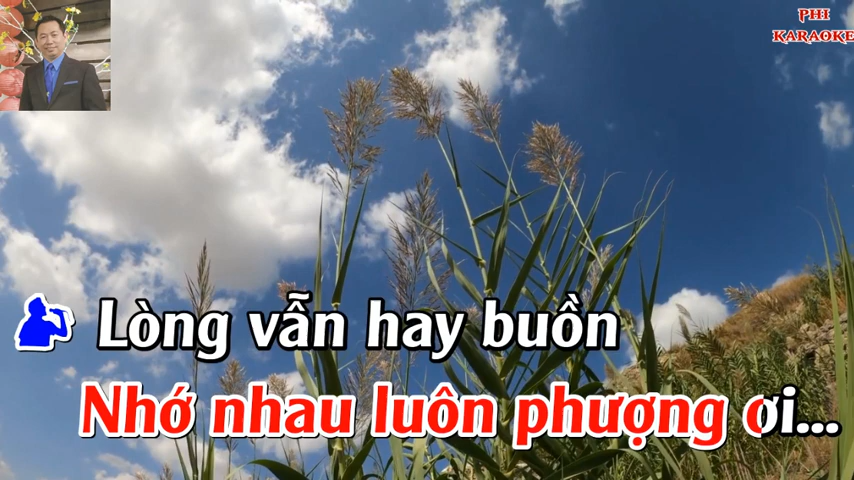 PHI
KARAOKE
Lòng vẫn hay buồn
Nhớ nhau luôn phượng ơi...